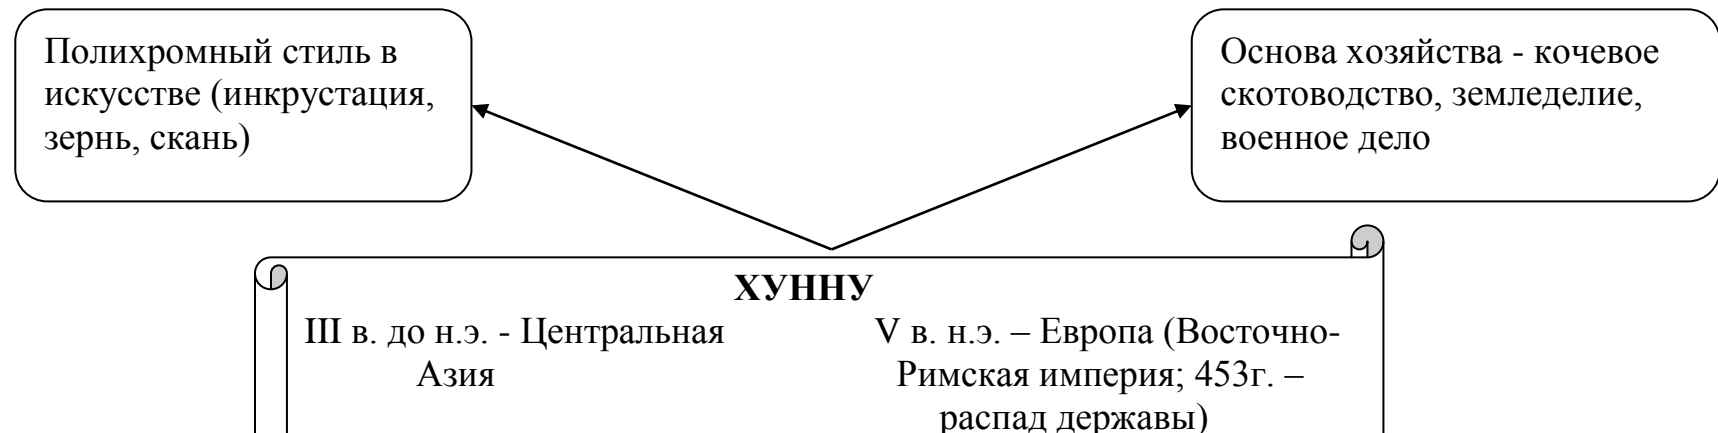 Полихромный стиль в
искусстве (инкрустация,
зернь, скань)
Основа хозяйства - кочевое
скотоводство, земледелие,
военное дело
ХУННУ
III в. до н.э. - Центральная
Азия
V в. н.э. – Европа (Восточно-
Римская империя; 453г. –
распад державы)